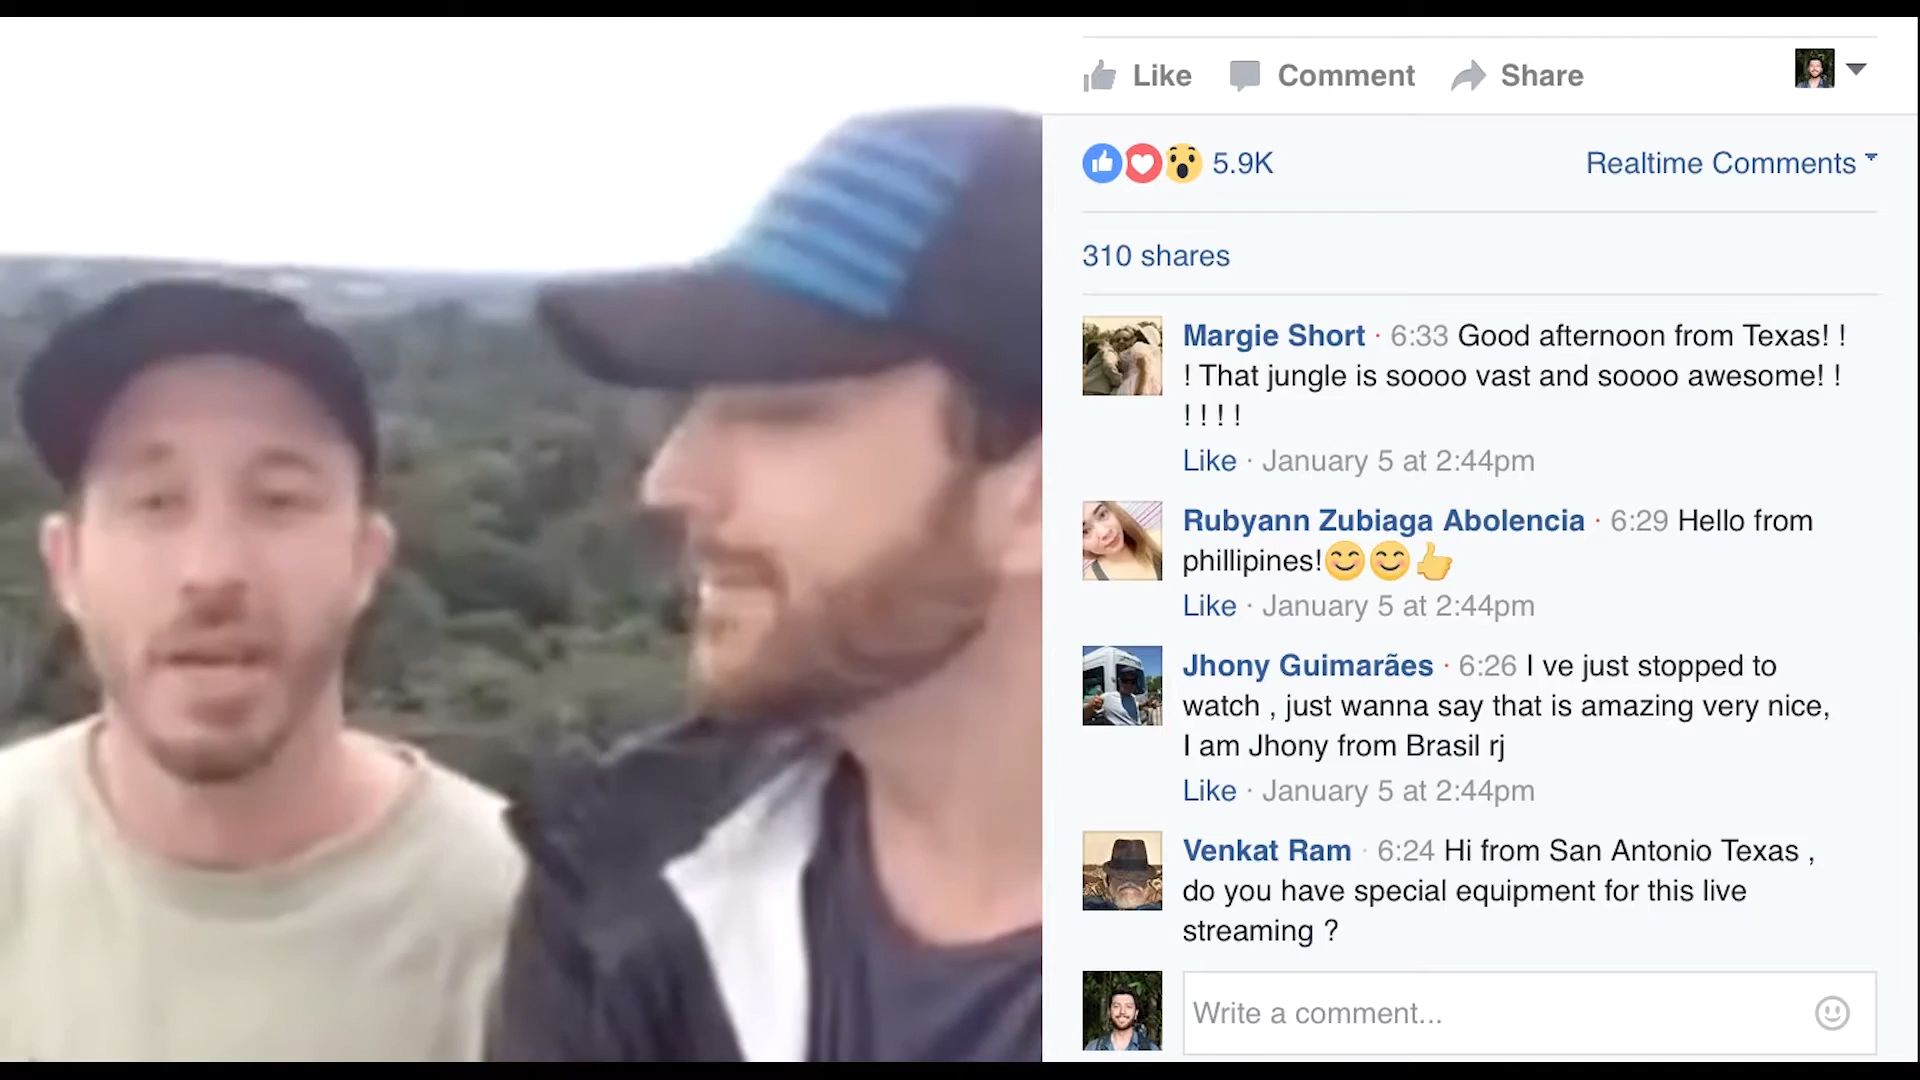 Like Comment Share
5.9K Realtime Comments
310 shares
Margie Short · 6:33 Good afternoon from Texas! !
! That jungle is soooo vast and soooo awesome! !
! ! ! !
Like · January 5 at 2:44pm
Rubyann Zubiaga Abolencia · 6:29 Hello from
phillipines!😊😊👍
Like · January 5 at 2:44pm
Jhony Guimarães · 6:26 I ve just stopped to
watch , just wanna say that is amazing very nice,
I am Jhony from Brasil rj
Like · January 5 at 2:44pm
Venkat Ram · 6:24 Hi from San Antonio Texas ,
do you have special equipment for this live
streaming ?
Write a comment...